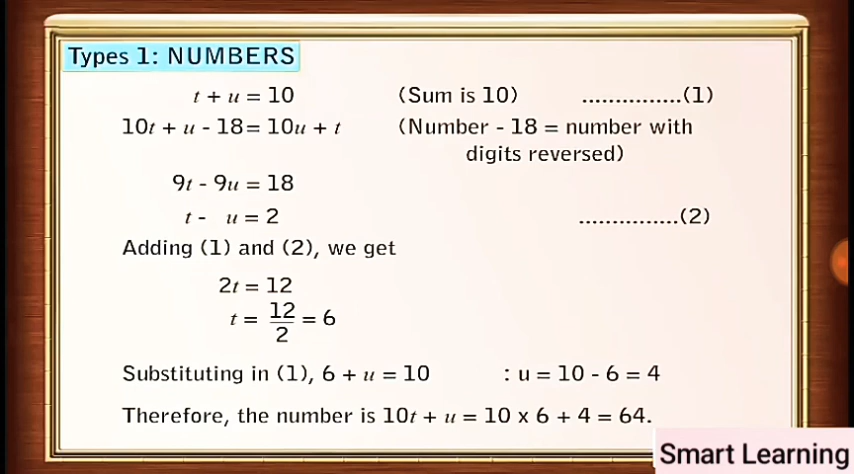 Types 1: NUMBERS
t + u = 10 (Sum is 10) ...............(1)
10t + u - 18= 10u + t (Number - 18 = number with
digits reversed)
9t - 9u = 18
t - u = 2 ...............(2)
Adding (1) and (2), we get
2t = 12
t = 12/2 = 6
Substituting in (1), 6 + u = 10 : u = 10 - 6 = 4
Therefore, the number is 10t + u = 10 x 6 + 4 = 64.
Smart Learning